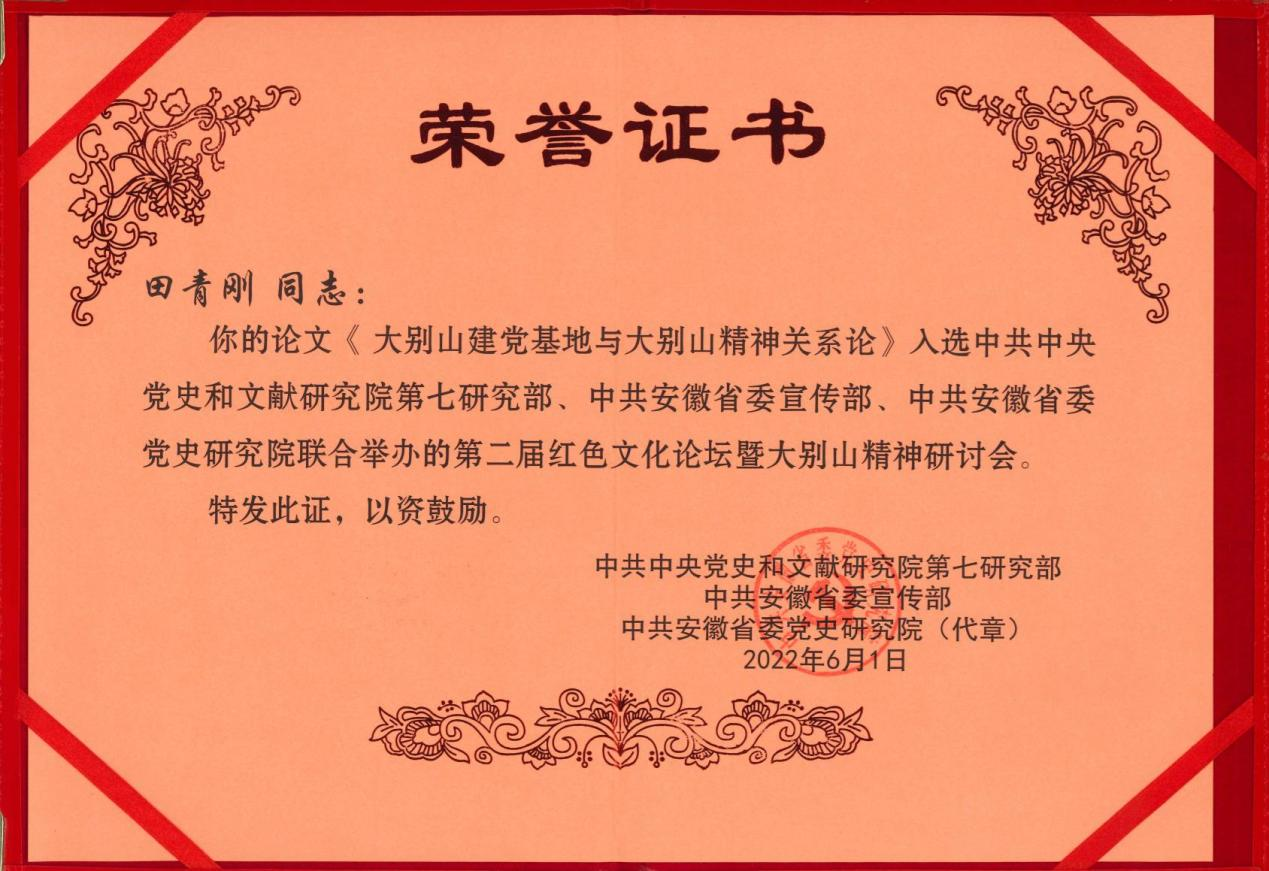 荣誉证书
田青刚 同志：
你的论文《 大别山建党基地与大别山精神关系论》入选中共中央
党史和文献研究院第七研究部、中共安徽省委宣传部、中共安徽省委
党史研究院联合举办的第二届红色文化论坛暨大别山精神研讨会。
特发此证，以资鼓励。
中共中央党史和文献研究院第七研究部
中共安徽省委宣传部
中共安徽省委党史研究院（代章）
2022年6月1日